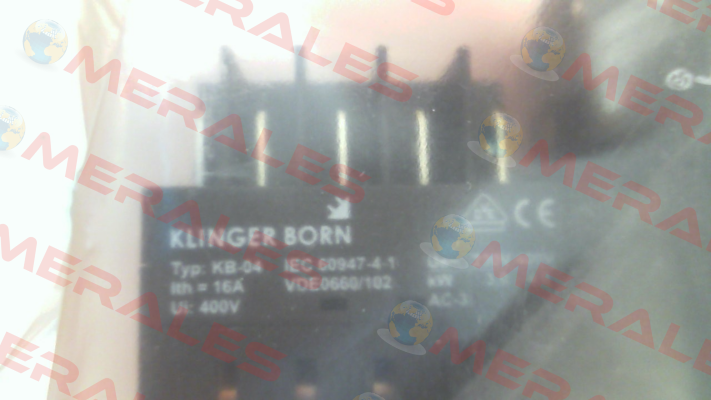 KLINGER BORN
CE
Typ: KB-04 IEC 60947-4-1
Ith = 16A VDE0660/102
Ui: 400V
kW
AC-3
MERALES
MERALES
MERALES
MERALES
MERALES
MERALES